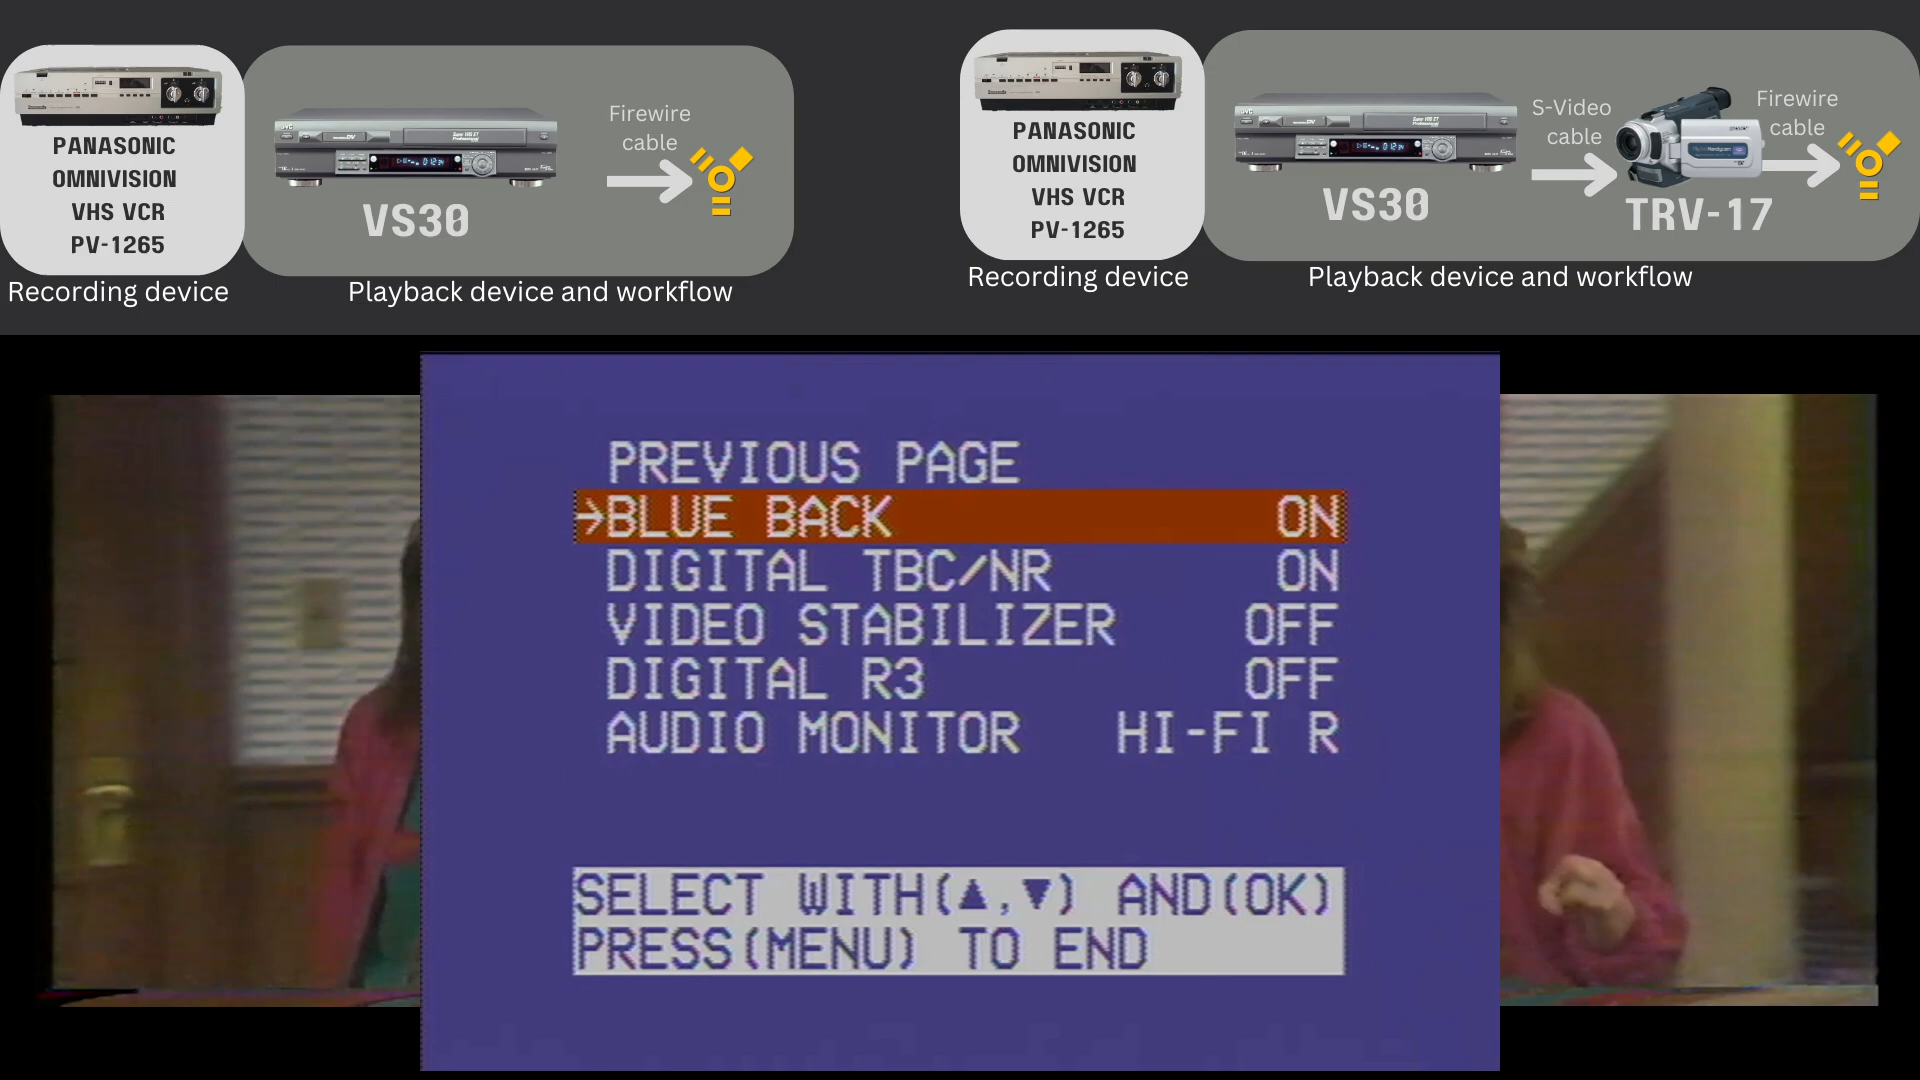 PANASONIC
OMNIVISION
VHS VCR
PV-1265
Recording device
VS30
Firewire
cable
Playback device and workflow
PANASONIC
OMNIVISION
VHS VCR
PV-1265
Recording device
VS30
S-Video
cable
TRV-17
Firewire
cable
Playback device and workflow
PREVIOUS PAGE
→BLUE BACK ON
DIGITAL TBC/NR ON
VIDEO STABILIZER OFF
DIGITAL R3 OFF
AUDIO MONITOR HI-FI R
SELECT WITH(▲,▼) AND(OK)
PRESS(MENU) TO END